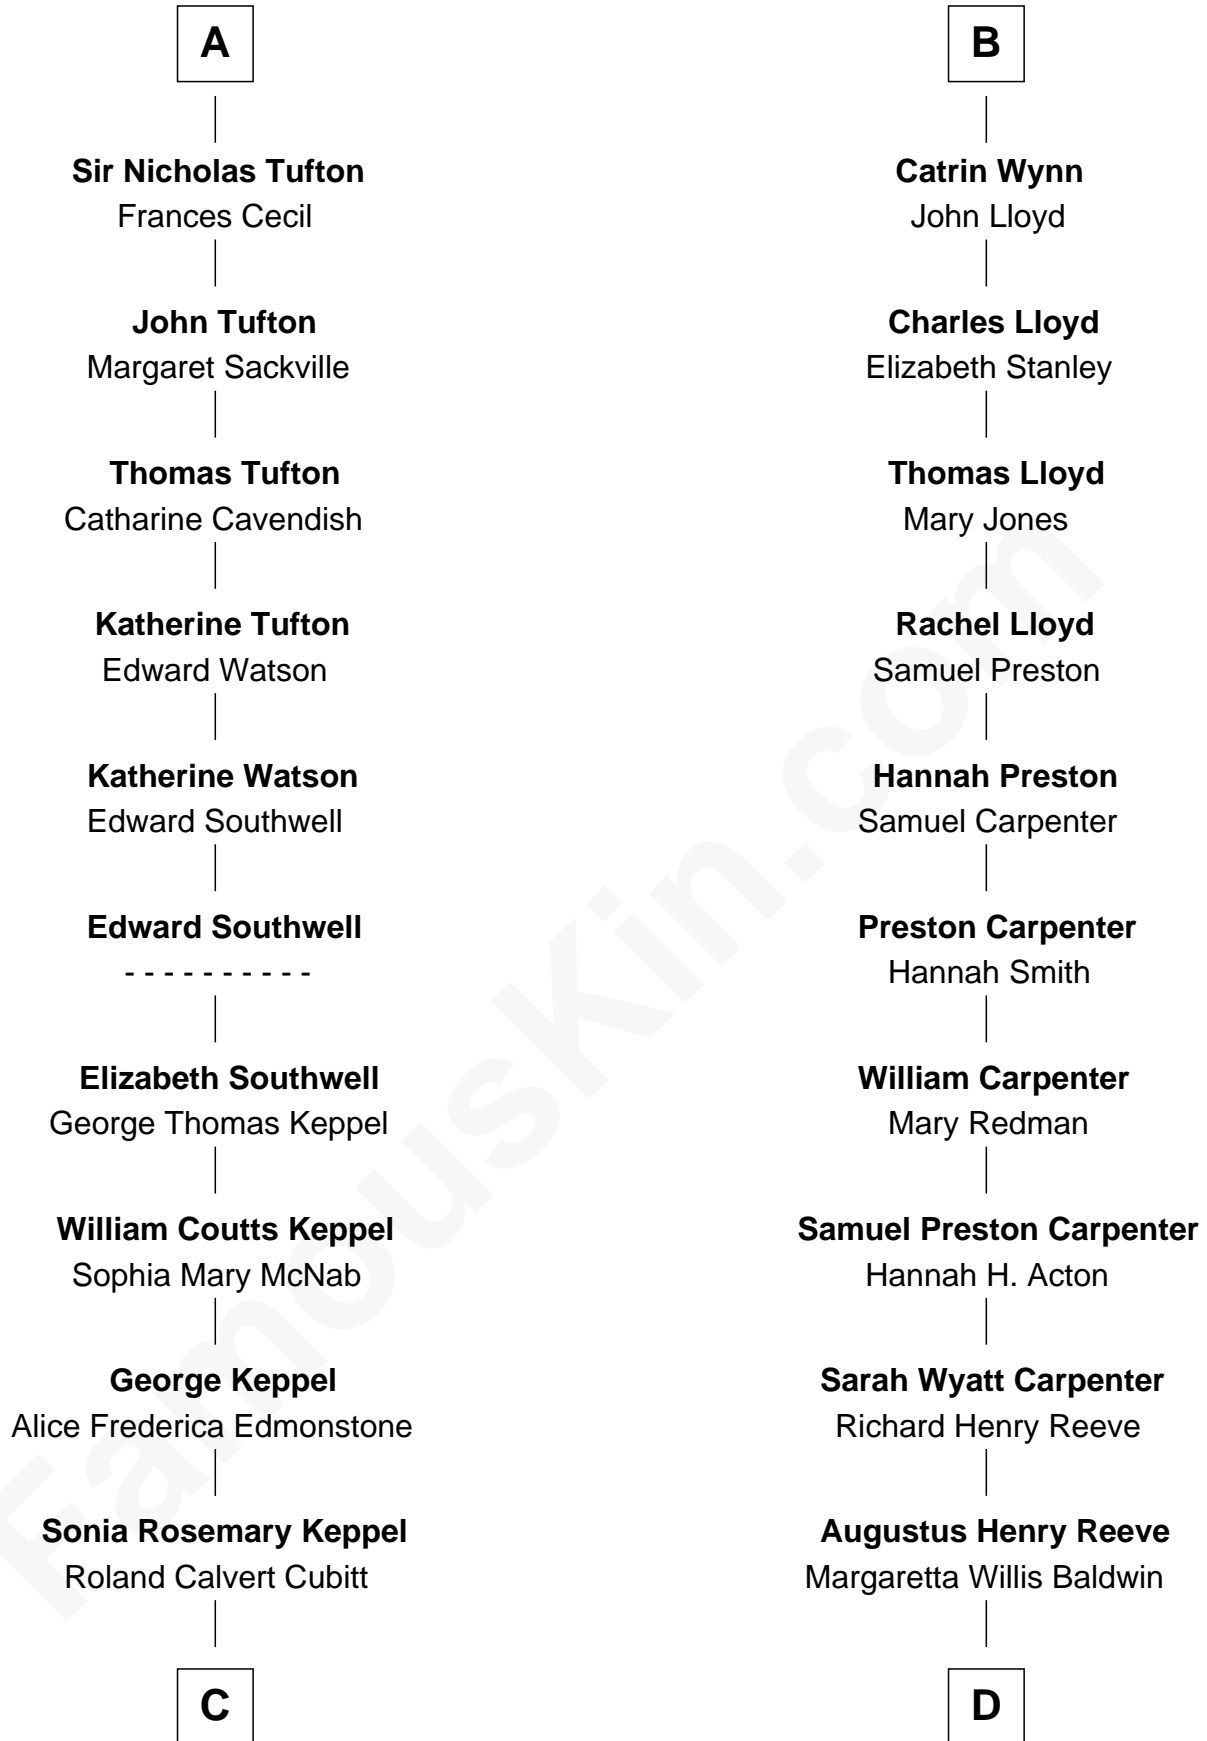 A
Sir Nicholas Tufton
Frances Cecil
John Tufton
Margaret Sackville
Thomas Tufton
Catharine Cavendish
Katherine Tufton
Edward Watson
Katherine Watson
Edward Southwell
Edward Southwell
- - - - - - - - - -
Elizabeth Southwell
George Thomas Keppel
William Coutts Keppel
Sophia Mary McNab
George Keppel
Alice Frederica Edmonstone
Sonia Rosemary Keppel
Roland Calvert Cubitt
C
B
Catrin Wynn
John Lloyd
Charles Lloyd
Elizabeth Stanley
Thomas Lloyd
Mary Jones
Rachel Lloyd
Samuel Preston
Hannah Preston
Samuel Carpenter
Preston Carpenter
Hannah Smith
William Carpenter
Mary Redman
Samuel Preston Carpenter
Hannah H. Acton
Sarah Wyatt Carpenter
Richard Henry Reeve
Augustus Henry Reeve
Margaretta Willis Baldwin
D
FamousKin.com